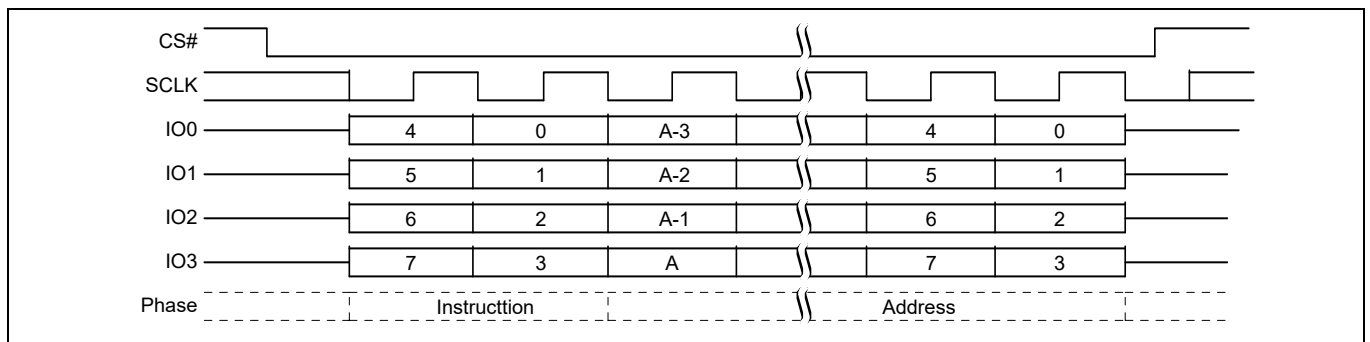 CS#
SCLK
IO0 4 0 A-3 4 0
IO1 5 1 A-2 5 1
IO2 6 2 A-1 6 2
IO3 7 3 A 7 3
Phase Instructtion Address